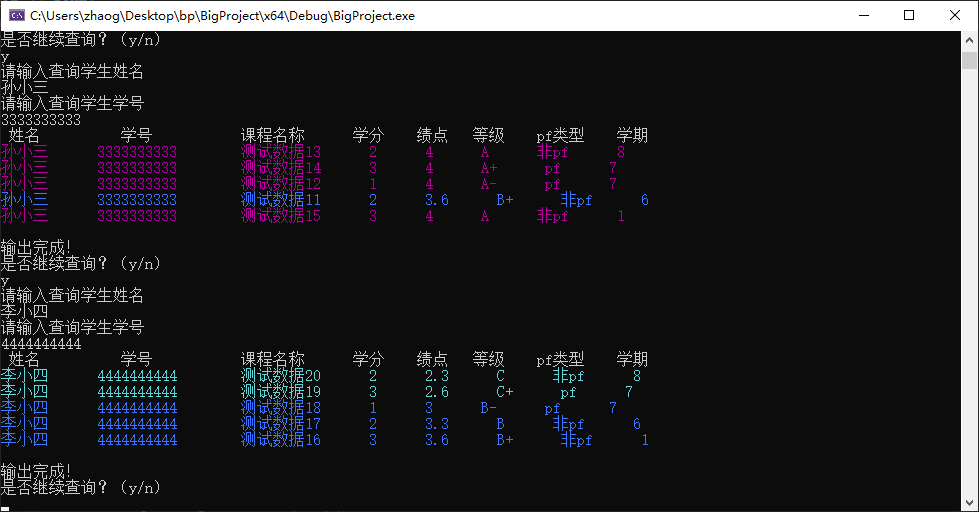 C:\Users\zhaog\Desktop\bp\BigProject\x64\Debug\BigProject.exe
是否继续查询？（y/n）
y
请输入查询学生姓名
孙小三
请输入查询学生学号
3333333333
姓名 学号 课程名称 学分 绩点 等级 pf类型 学期
孙小三 3333333333 测试数据13 2 4 A 非pf 8
孙小三 3333333333 测试数据14 3 4 A+ pf 7
孙小三 3333333333 测试数据12 1 4 A- pf 7
孙小三 3333333333 测试数据11 2 3.6 B+ 非pf 6
孙小三 3333333333 测试数据15 3 4 A 非pf 1
输出完成!
是否继续查询？（y/n）
y
请输入查询学生姓名
李小四
请输入查询学生学号
4444444444
姓名 学号 课程名称 学分 绩点 等级 pf类型 学期
李小四 4444444444 测试数据20 2 2.3 C 非pf 8
李小四 4444444444 测试数据19 3 2.6 C+ pf 7
李小四 4444444444 测试数据18 1 3 B- pf 7
李小四 4444444444 测试数据17 2 3.3 B 非pf 6
李小四 4444444444 测试数据16 3 3.6 B+ 非pf 1
输出完成!
是否继续查询？（y/n）